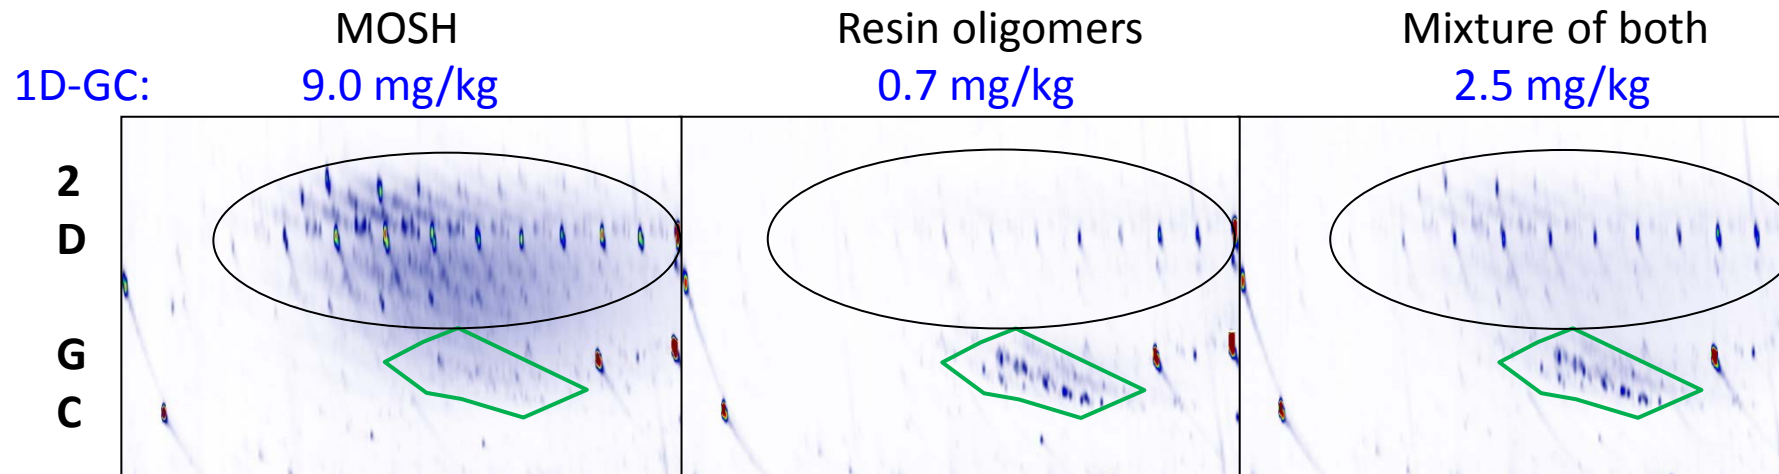 MOSH Resin oligomers Mixture of both
1D-GC: 9.0 mg/kg 0.7 mg/kg 2.5 mg/kg
2
D
G
C